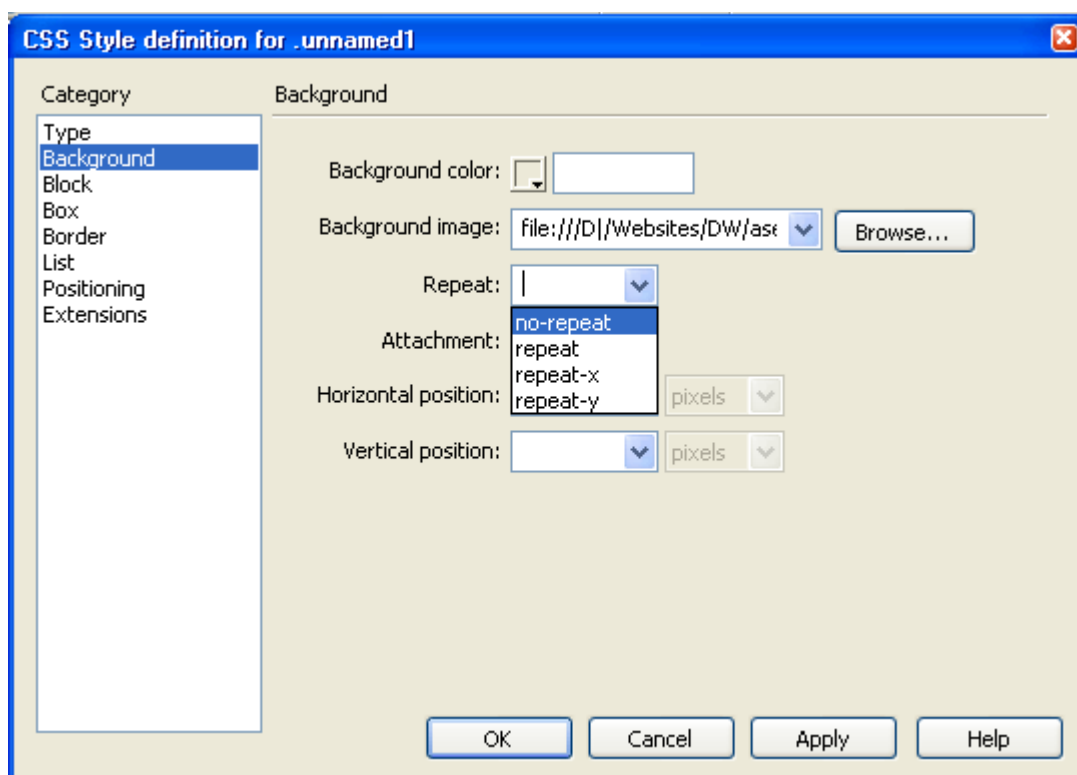 CSS Style definition for .unnamed1
Category
Type
Background
Block
Box
Border
List
Positioning
Extensions
Background
Background color:
Background image: file:///D|/Websites/DW/ase Browse...
Repeat:
no-repeat
repeat
repeat-x
repeat-y
Attachment:
Horizontal position: pixels
Vertical position: pixels
OK Cancel Apply Help